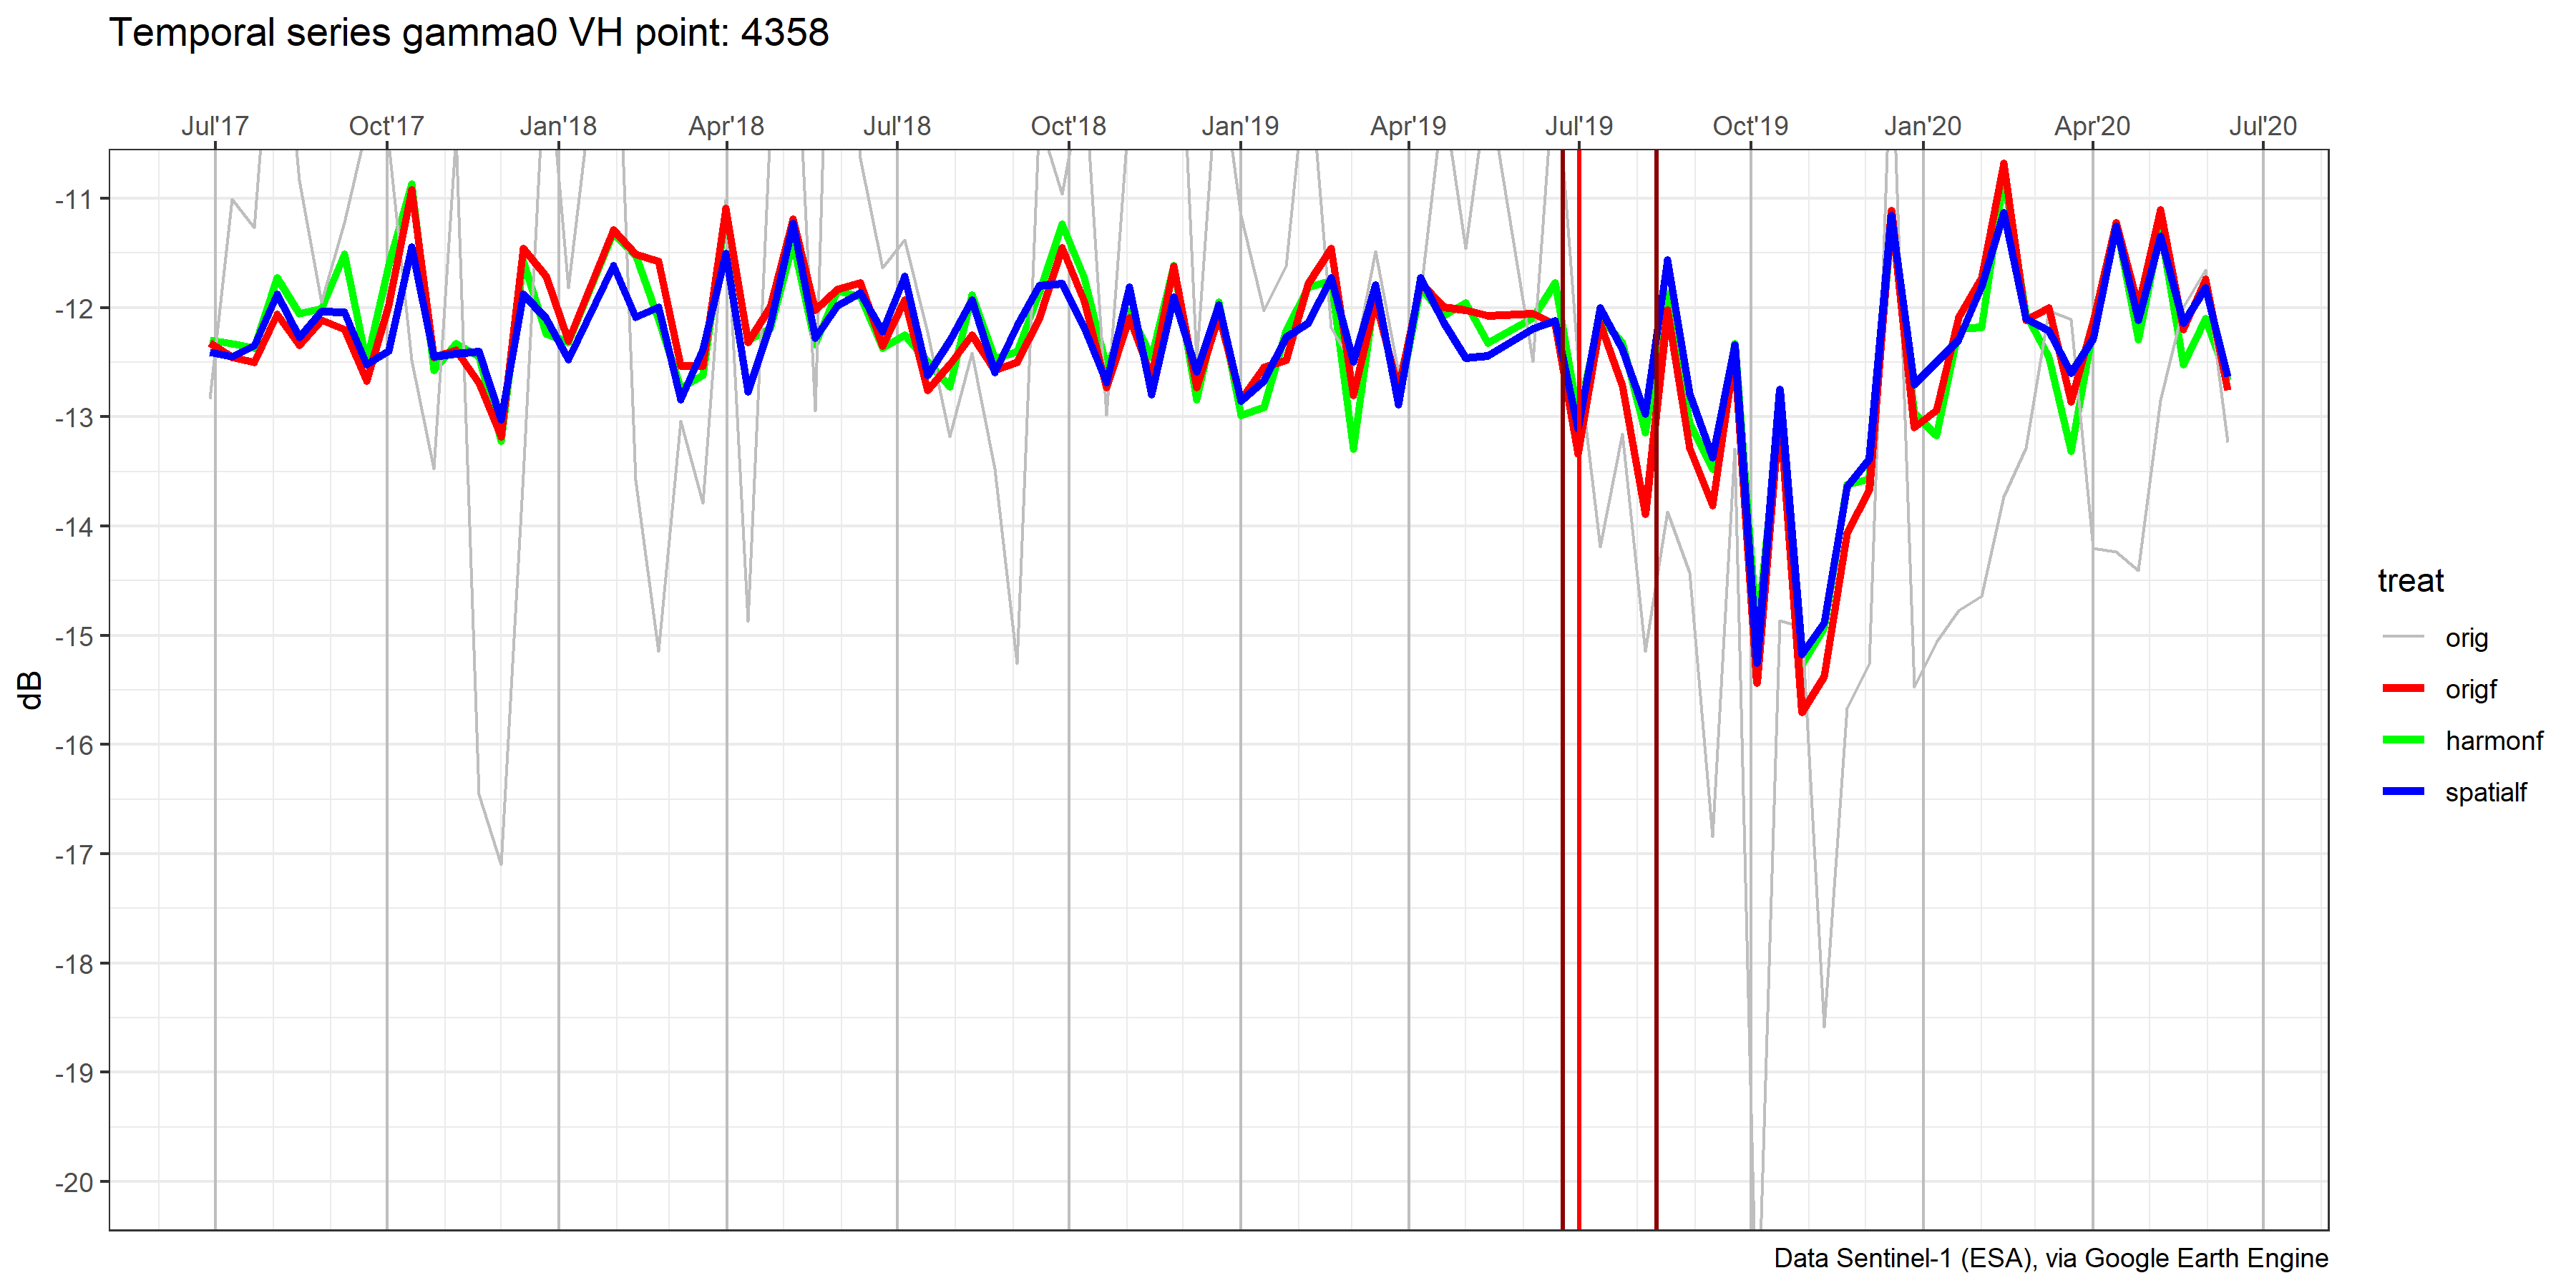 Temporal series gamma0 VH point: 4358
Jul'17 Oct'17 Jan'18 Apr'18 Jul'18 Oct'18 Jan'19 Apr'19 Jul'19 Oct'19 Jan'20 Apr'20 Jul'20
-11
-12
-13
-14
-15
-16
-17
-18
-19
-20
dB
treat
orig
origf
harmonf
spatialf
Data Sentinel-1 (ESA), via Google Earth Engine